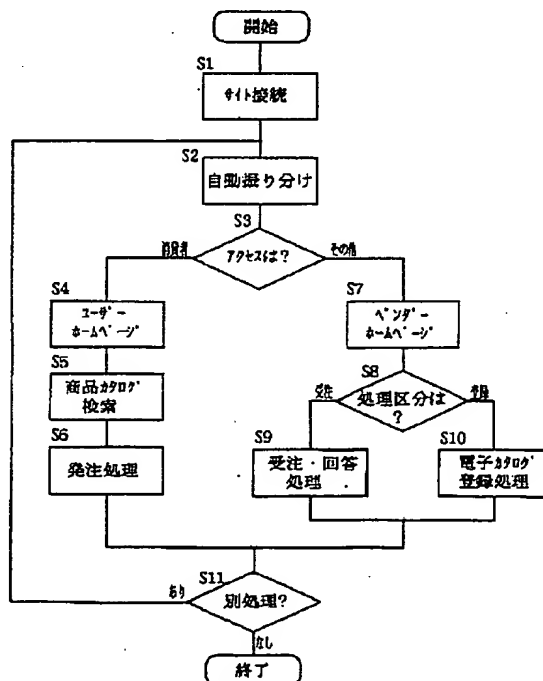 開始
S1
サイト接続
S2
自動振り分け
S3
消費者
アクセスは？
その他
S4
ユーザー
ホームページ
S7
ベンダー
ホームページ
S5
商品カタログ
検索
S8
受注
処理区分は
？
登録
S6
発注処理
S9
受注・回答
処理
S10
電子カタログ
登録処理
S11
あり
別処理？
なし
終了